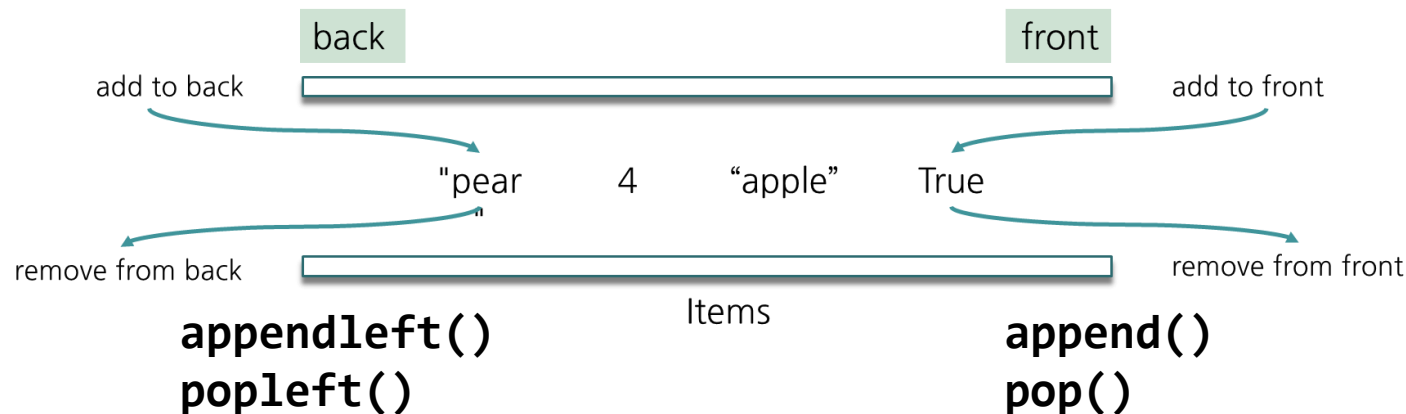 back front
add to back add to front
"pear 4 “apple” True
"
remove from back remove from front
Items
appendleft() append()
popleft() pop()